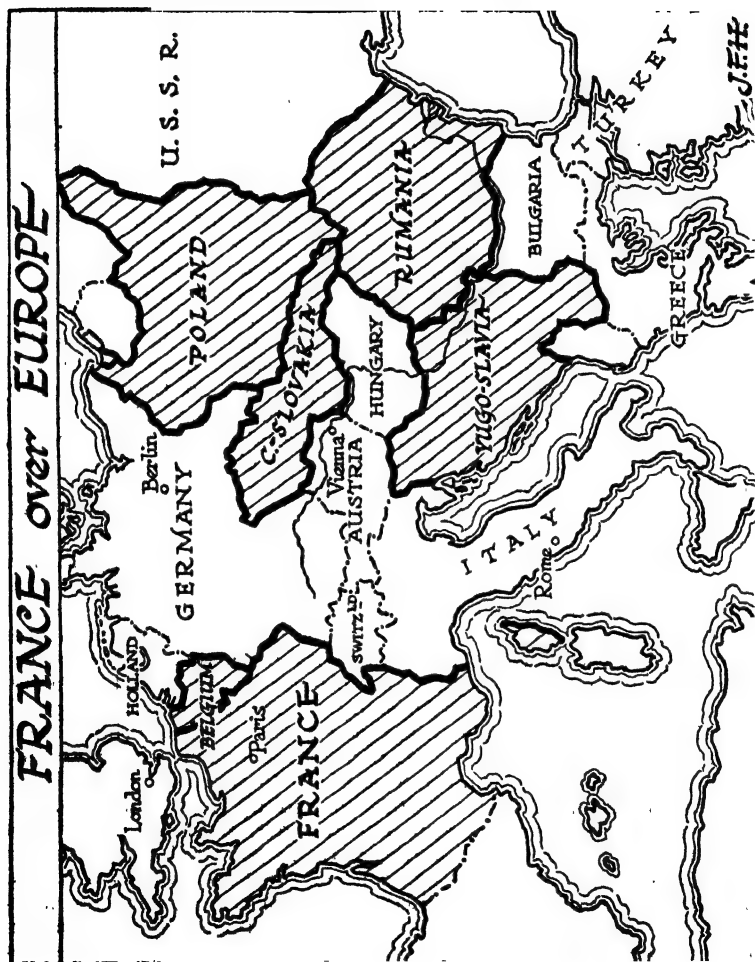 FRANCE over EUROPE
U. S. S. R.
London
HOLLAND
Berlin
POLAND
GERMANY
BELGIUM
Paris
C-SLOVAKIA
FRANCE
SWITZ-LD
Vienna
AUSTRIA
HUNGARY
RUMANIA
YUGO-SLAVIA
BULGARIA
ITALY
Rome
TURKEY
GREECE
J.F.H.